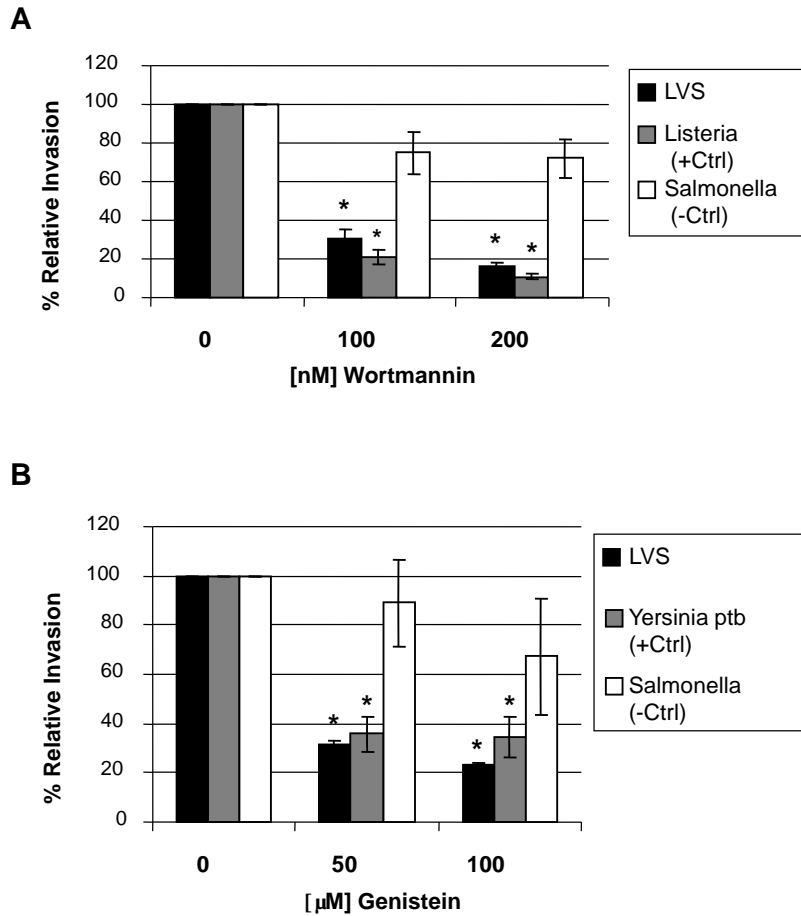 A
120
100
80
60
40
20
0
% Relative Invasion
* * * *
0 100 200
[nM] Wortmannin
LVS
Listeria
(+Ctrl)
Salmonella
(-Ctrl)
B
120
100
80
60
40
20
0
% Relative Invasion
* * * *
0 50 100
[μM] Genistein
LVS
Yersinia ptb
(+Ctrl)
Salmonella
(-Ctrl)